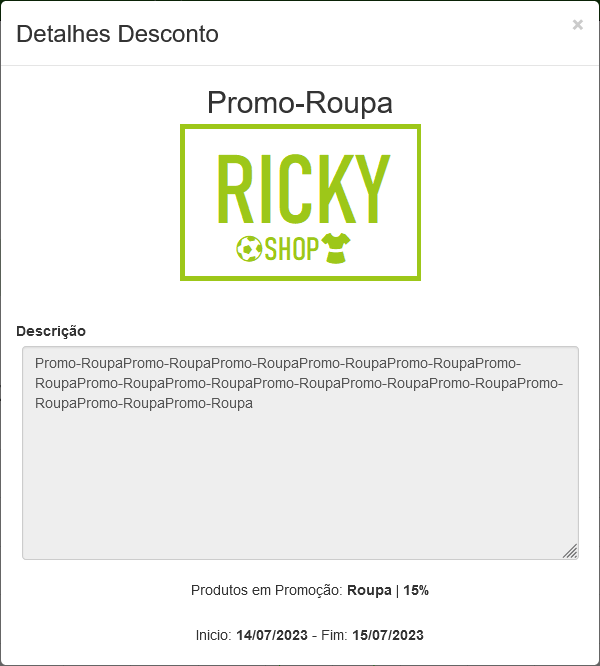 Detalhes Desconto
×
Promo-Roupa
RICKY
SHOP
Descrição
Promo-RoupaPromo-RoupaPromo-RoupaPromo-RoupaPromo-RoupaPromo-
RoupaPromo-RoupaPromo-RoupaPromo-RoupaPromo-RoupaPromo-RoupaPromo-
RoupaPromo-RoupaPromo-Roupa
Produtos em Promoção: Roupa | 15%
Inicio: 14/07/2023 - Fim: 15/07/2023